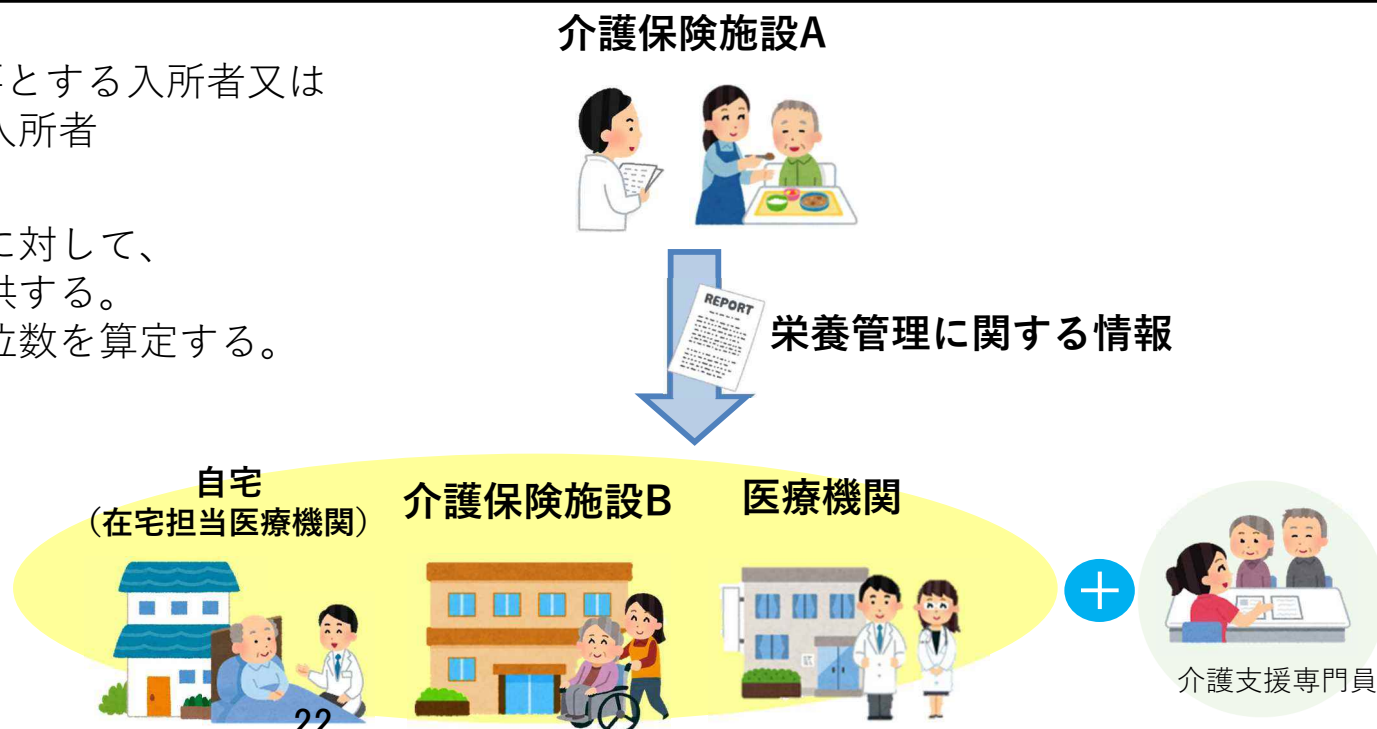 介護保険施設A
とする入所者又は
入所者
に対して、
供する。
位数を算定する。
REPORT
栄養管理に関する情報
自宅
（在宅担当医療機関）
介護保険施設B
医療機関
＋
介護支援専門員
22